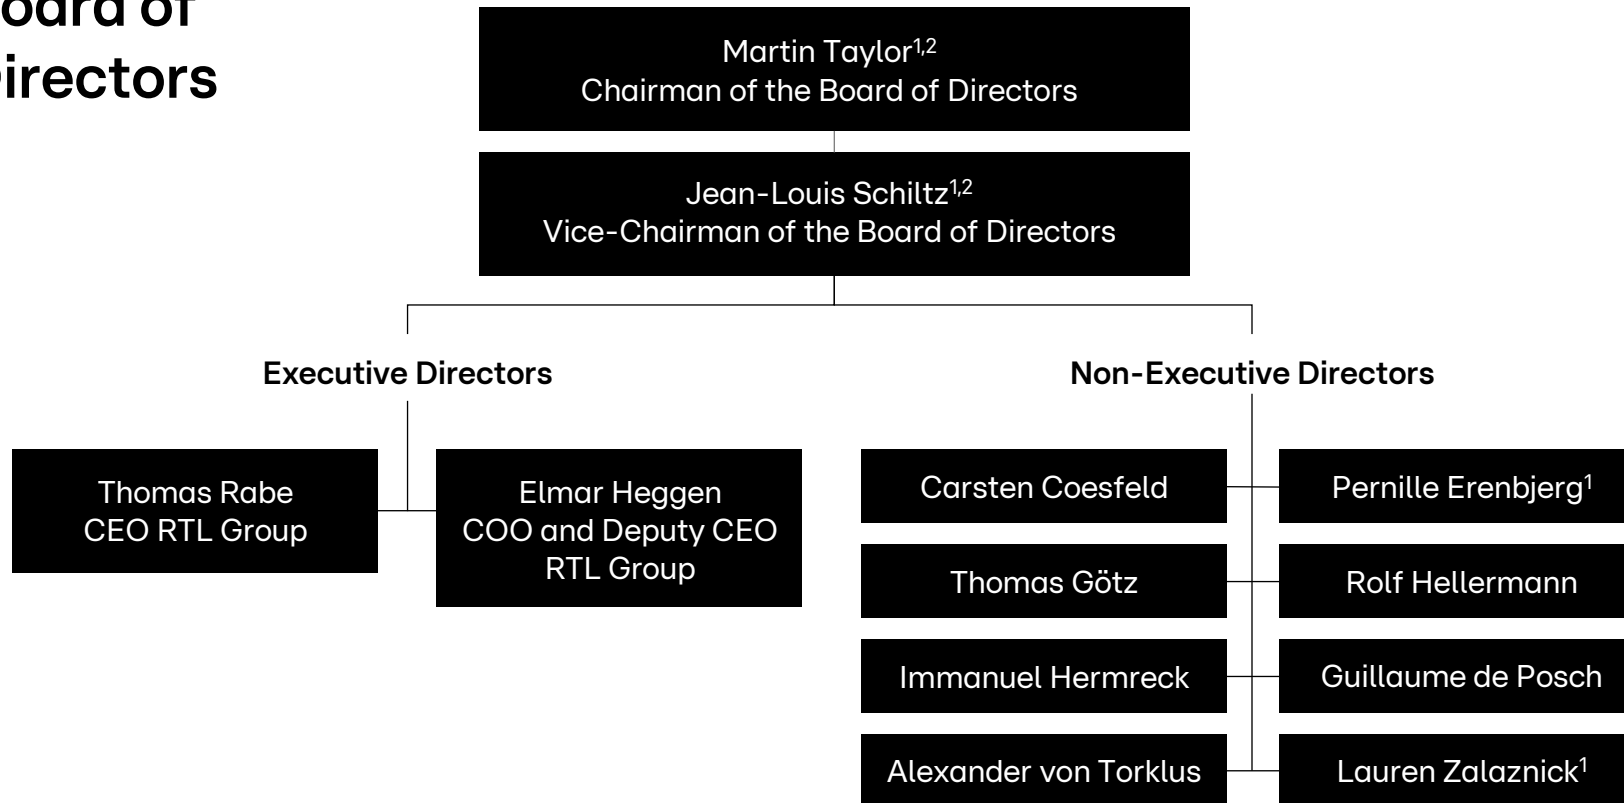 oard of
irectors
Martin Taylor1,2
Chairman of the Board of Directors
Jean-Louis Schiltz1,2
Vice-Chairman of the Board of Directors
Executive Directors
Non-Executive Directors
Thomas Rabe
CEO RTL Group
Elmar Heggen
COO and Deputy CEO
RTL Group
Carsten Coesfeld
Pernille Erenbjerg1
Thomas Götz
Rolf Hellermann
Immanuel Hermreck
Guillaume de Posch
Alexander von Torklus
Lauren Zalaznick1